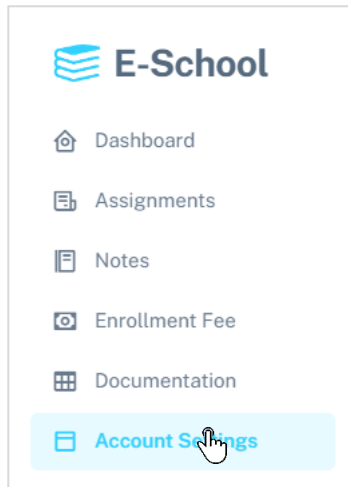 E-School
Dashboard
Assignments
Notes
Enrollment Fee
Documentation
Account Settings